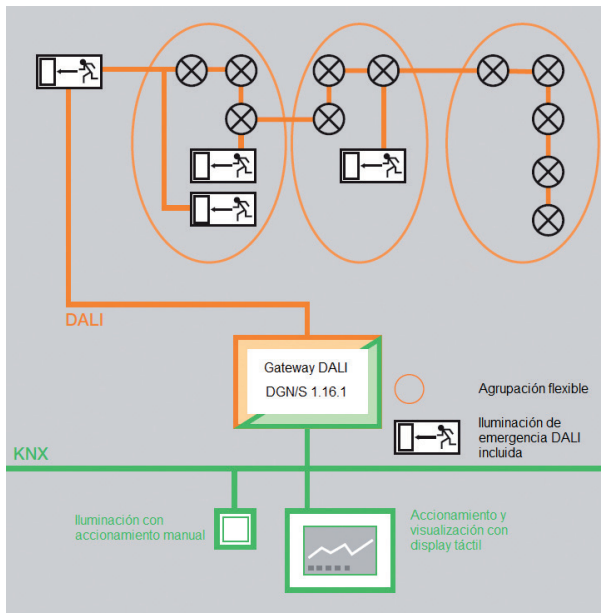 DALI
Gateway DALI
DGN/S 1.16.1
Agrupación flexible
Iluminación de
emergencia DALI
incluida
KNX
Iluminación con
accionamiento manual
Accionamiento y
visualización con
display táctil